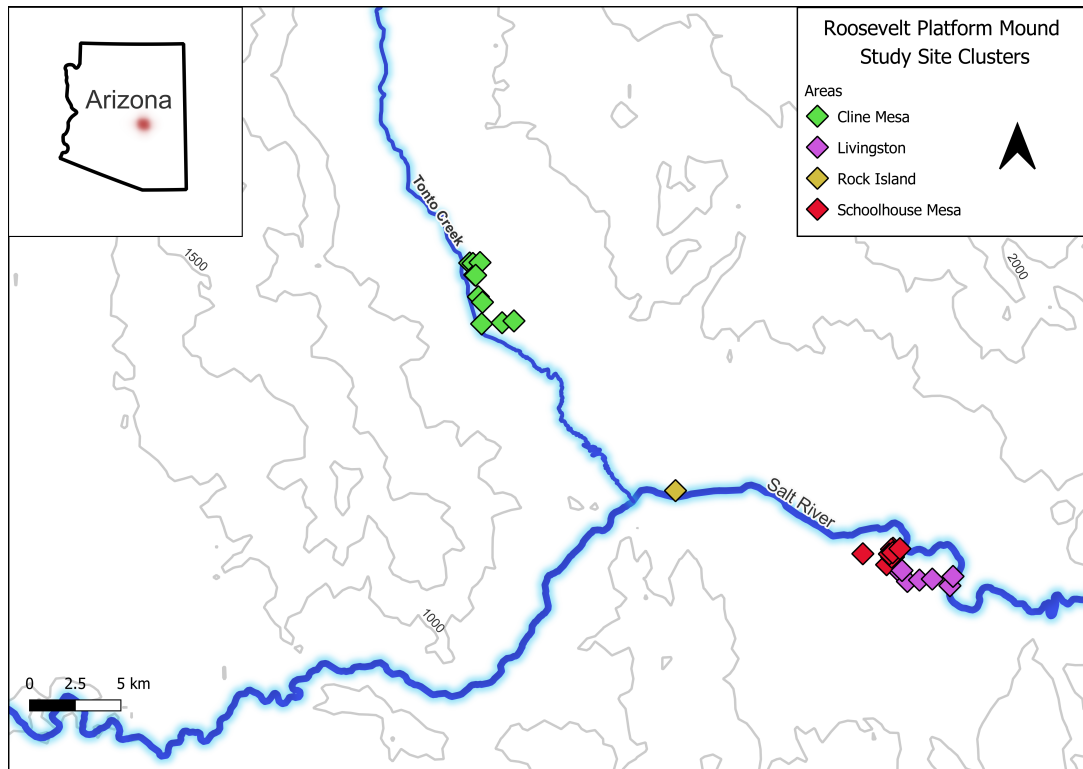 Roosevelt Platform Mound
Study Site Clusters
Areas
Cline Mesa
Livingston
Rock Island
Schoolhouse Mesa
Arizona
Tonto Creek
1500
2000
Salt River
1000
0 2.5 5 km